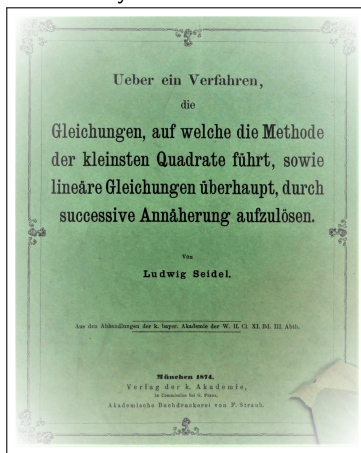 Ueber ein Verfahren,
die
Gleichungen, auf welche die Methode
der kleinsten Quadrate führt, sowie
lineäre Gleichungen überhaupt, durch
successive Annäherung aufzulösen.
Von
Ludwig Seidel.
Aus den Abhandlungen der k. bayer. Akademie der W. II. Cl. XI. Bd. III. Abth.
München 1874,
Verlag der k. Akademie,
in Commission bei G. Franz.
Akademische Buchdruckerei von F. Straub.